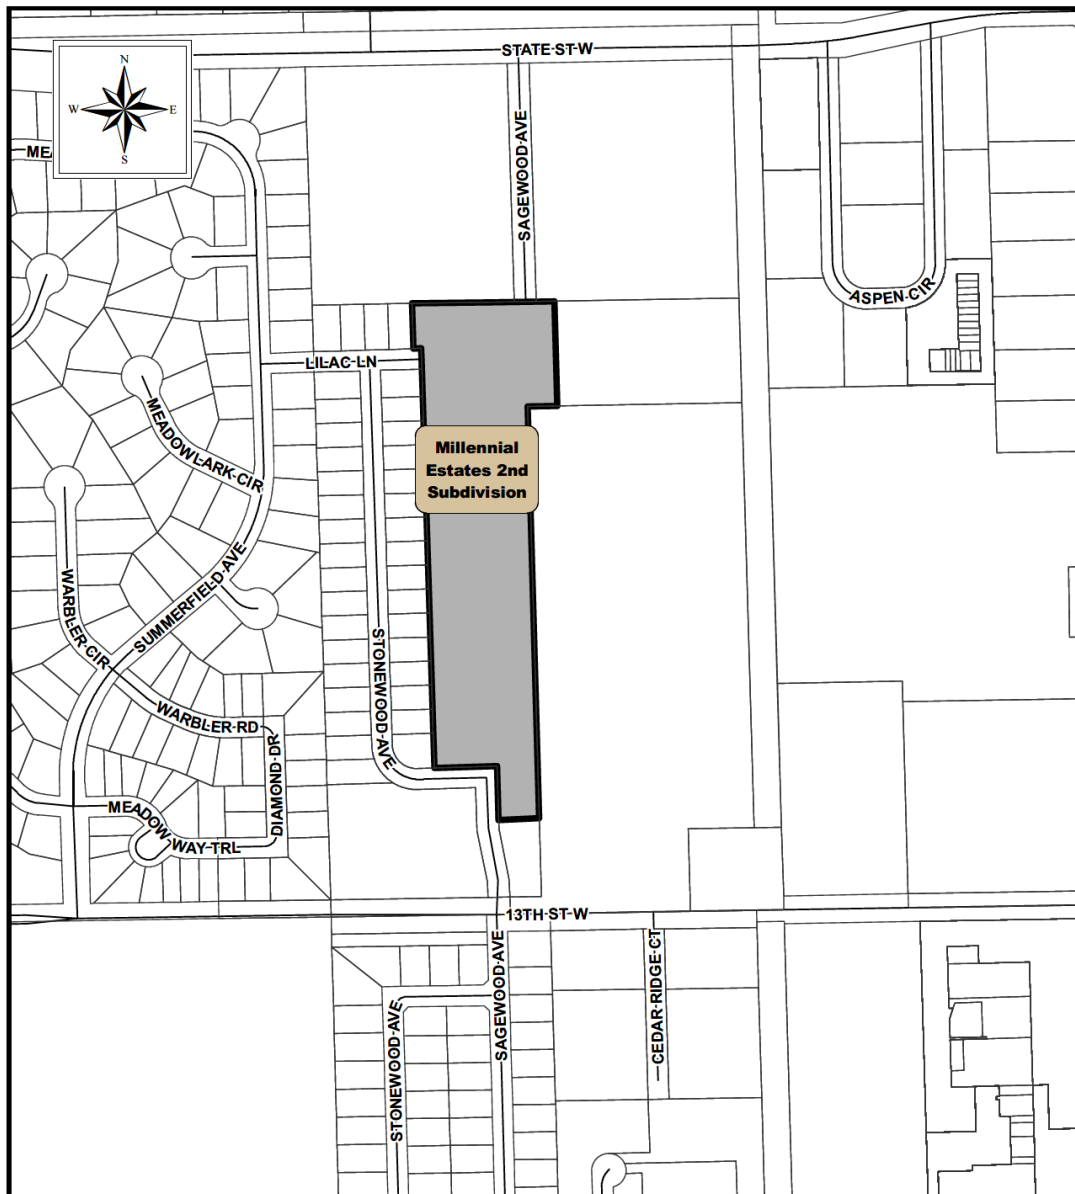 STATE ST W
N
W
E
S
ME
SAGEWOOD AVE
ASPEN CIR
LILAC LN
MEADOWLARK CIR
Millennial
Estates 2nd
Subdivision
SUMMERFIELD AVE
WARBLER CIR
STONEWOOD AVE
WARBLER RD
DIAMOND DR
MEADOW WAY TRL
13TH ST W
SAGEWOOD AVE
CEDAR RIDGE CT
STONEWOOD AVE